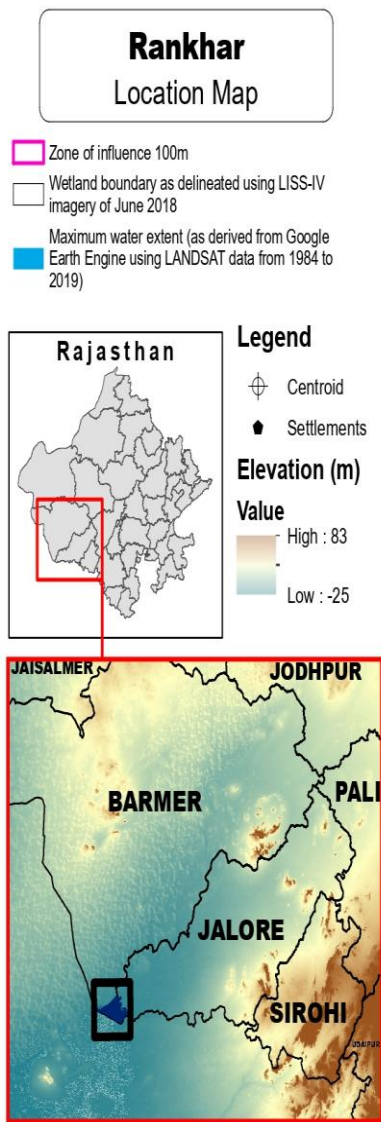 Rankhar
Location Map
Zone of influence 100m
Wetland boundary as delineated using LISS-IV
imagery of June 2018
Maximum water extent (as derived from Google
Earth Engine using LANDSAT data from 1984 to
2019)
Rajasthan
Legend
Centroid
Settlements
Elevation (m)
Value
High : 83
Low : -25
JAISALMER
JODHPUR
BARMER
PALI
JALORE
SIROHI
UDAIPUR